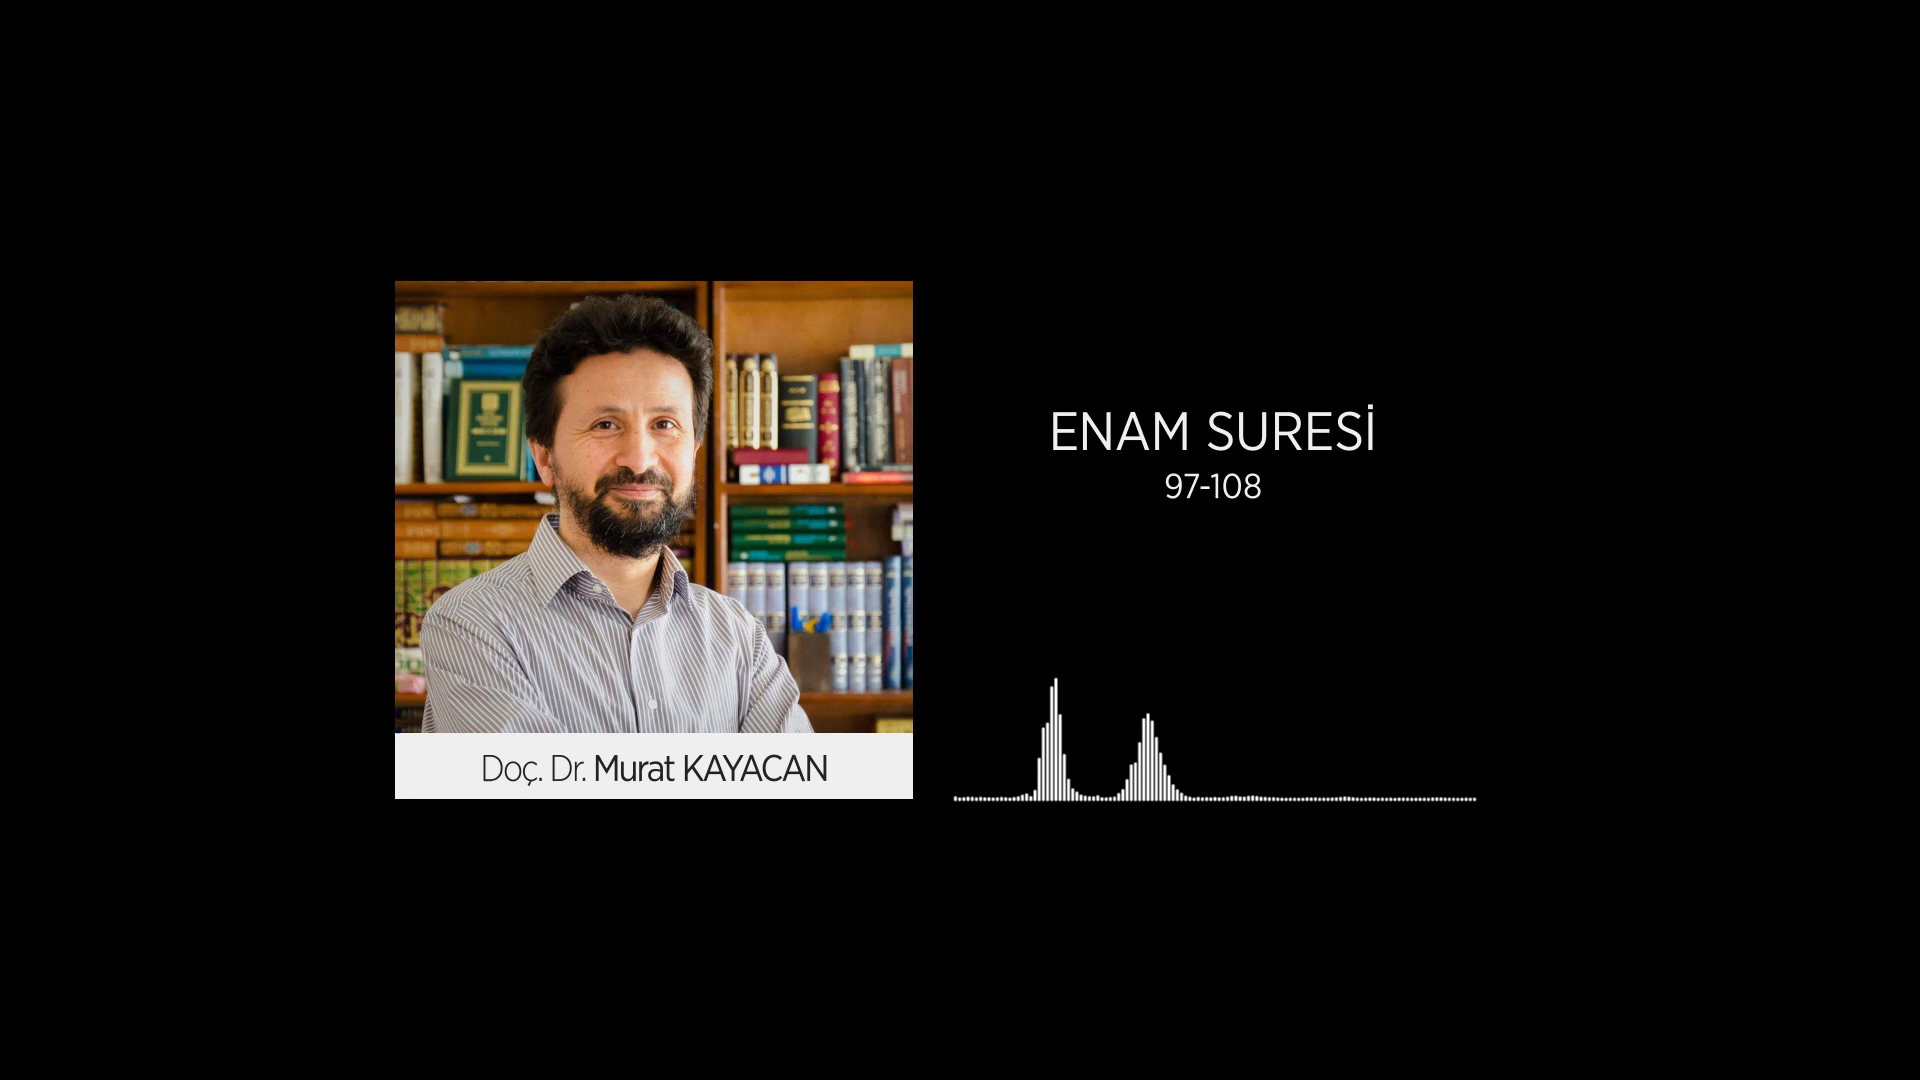 Doç. Dr. Murat KAYACAN
ENAM SURESİ
97-108